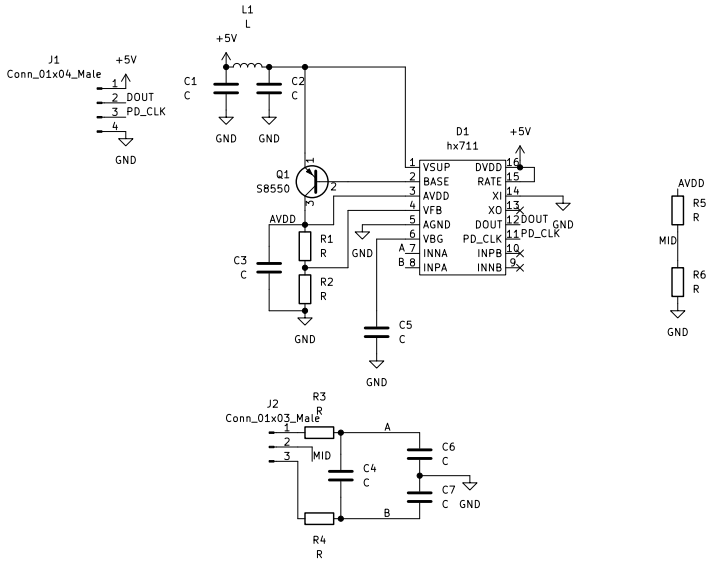 L1
L
+5V
J1
Conn_01x04_Male
+5V
1
2 DOUT
3 PD_CLK
4
GND
C1
C
C2
C
GND
GND
D1
hx711
+5V
1 VSUP
DVDD 16
2 BASE
RATE 15
3 AVDD
XI 14
4 VFB
XO 13
5 AGND
DOUT 12 DOUT
6 VBG
PD_CLK 11 PD_CLK
A 7 INNA
INPB 10
B 8 INPA
INNB 9
GND
GND
Q1
S8550
1
2
3
AVDD
R1
R
C3
C
R2
R
GND
C5
C
GND
AVDD
R5
R
MID
R6
R
GND
J2
Conn_01x03_Male
1
2
MID
3
R3
R
A
C4
C
C6
C
C7
C
GND
B
R4
R